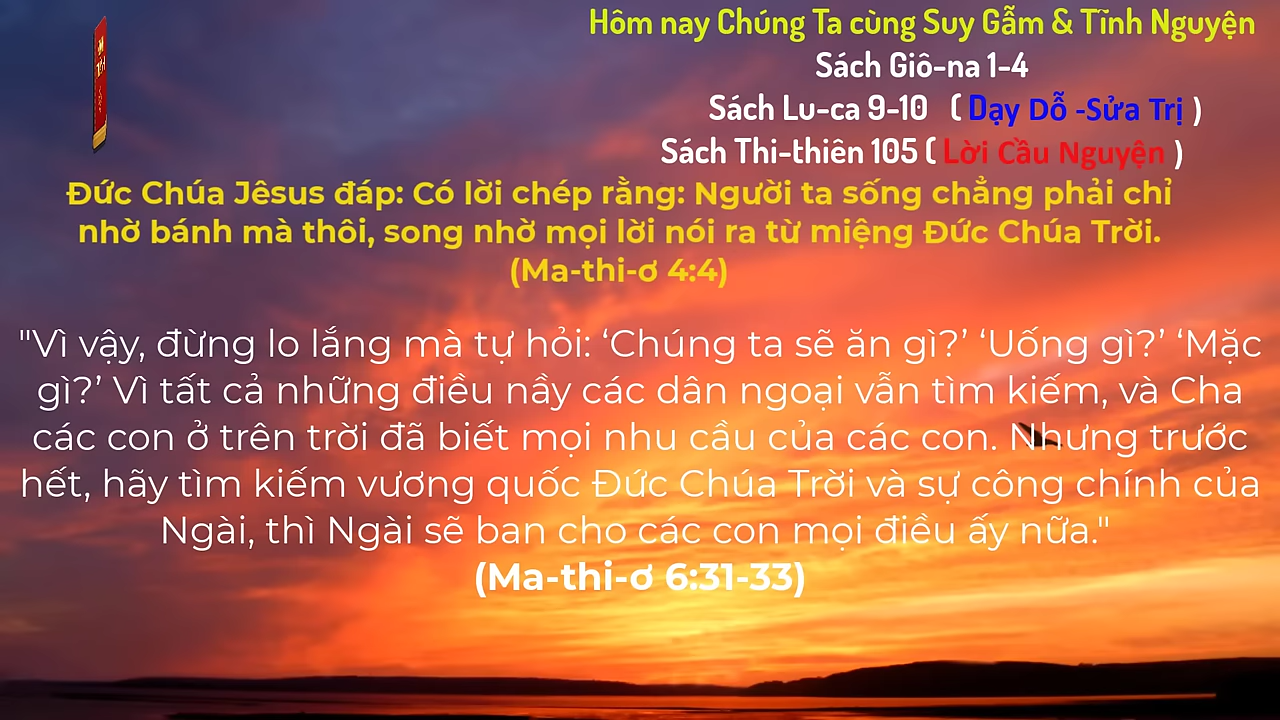 Hôm nay Chúng Ta cùng Suy Gẫm & Tĩnh Nguyện
Sách Giô-na 1-4
Sách Lu-ca 9-10 ( Dạy Dỗ -Sửa Trị )
Sách Thi-thiên 105 ( Lời Cầu Nguyện )
Đức Chúa Jêsus đáp: Có lời chép rằng: Người ta sống chẳng phải chỉ
nhờ bánh mà thôi, song nhờ mọi lời nói ra từ miệng Đức Chúa Trời.
(Ma-thi-ơ 4:4)
"Vì vậy, đừng lo lắng mà tự hỏi: ‘Chúng ta sẽ ăn gì?’ ‘Uống gì?’ ‘Mặc
gì?’ Vì tất cả những điều nầy các dân ngoại vẫn tìm kiếm, và Cha
các con ở trên trời đã biết mọi nhu cầu của các con. Nhưng trước
hết, hãy tìm kiếm vương quốc Đức Chúa Trời và sự công chính của
Ngài, thì Ngài sẽ ban cho các con mọi điều ấy nữa."
(Ma-thi-ơ 6:31-33)